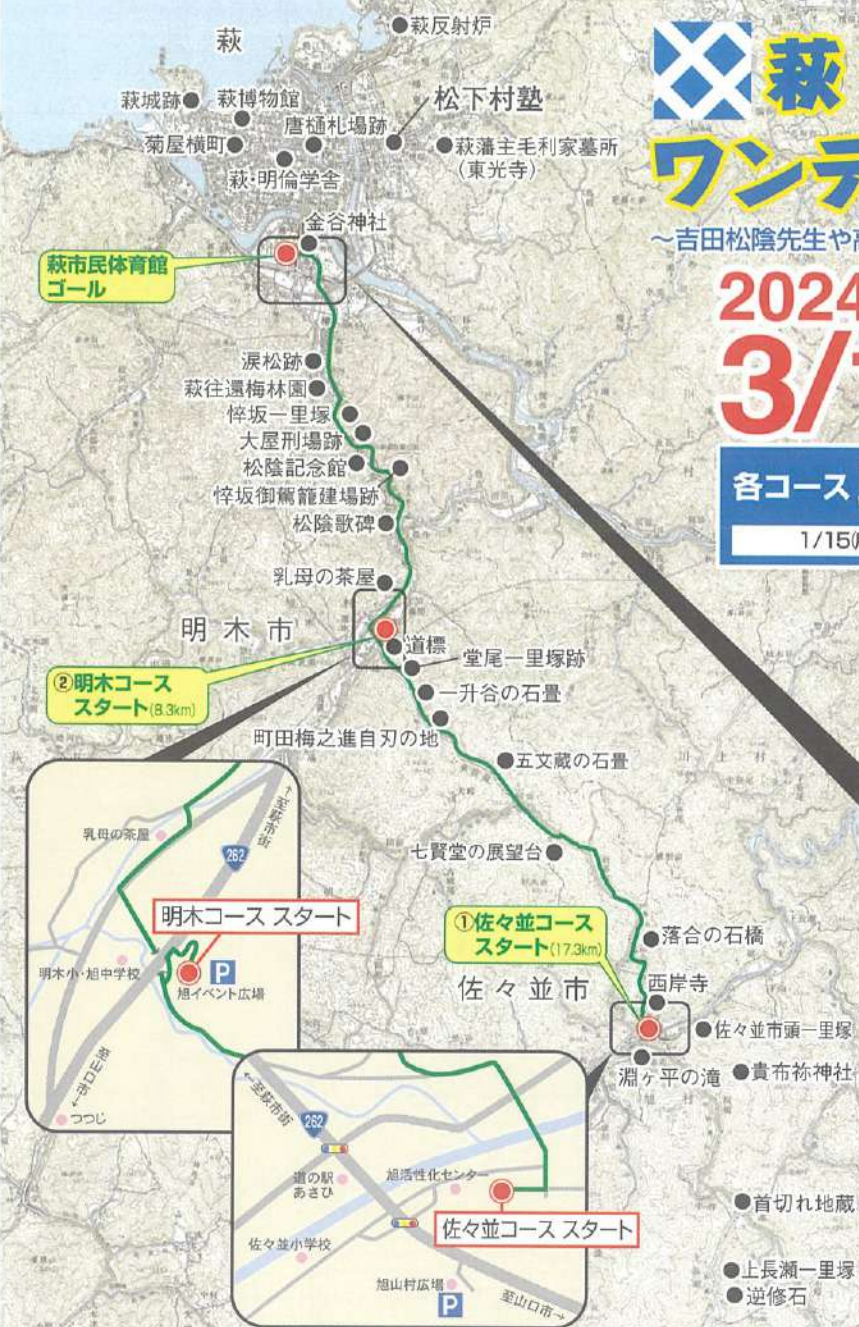 萩
萩反射炉
萩城跡
萩博物館
松下村塾
唐樋札場跡
菊屋横町
萩藩主毛利家墓所
(東光寺)
萩・明倫学舎
金谷神社
萩市民体育館
ゴール
涙松跡
萩往還梅林園
悴坂一里塚
大屋刑場跡
松陰記念館
悴坂御駕籠建場跡
松陰歌碑
乳母の茶屋
明木市
道標
堂尾一里塚跡
②明木コース
スタート(8.3km)
一升谷の石畳
町田梅之進自刃の地
五文蔵の石畳
七賢堂の展望台
①佐々並コース
スタート(17.3km)
落合の石橋
佐々並市
西岸寺
佐々並市頭一里塚
淵ヶ平の滝
貴布祢神社
首切れ地蔵
上長瀬一里塚
逆修石
乳母の茶屋
↑至萩市街
262
明木コース スタート
明木小・旭中学校
P
旭イベント広場
至山口市↓
つつじ
←至萩市街
262
道の駅
あさひ
旭活性化センター
佐々並コース スタート
佐々並小学校
旭山村広場
P
至山口市→
萩
ワンデ
~吉田松陰先生や高
2024
3/
各コース
1/15(月